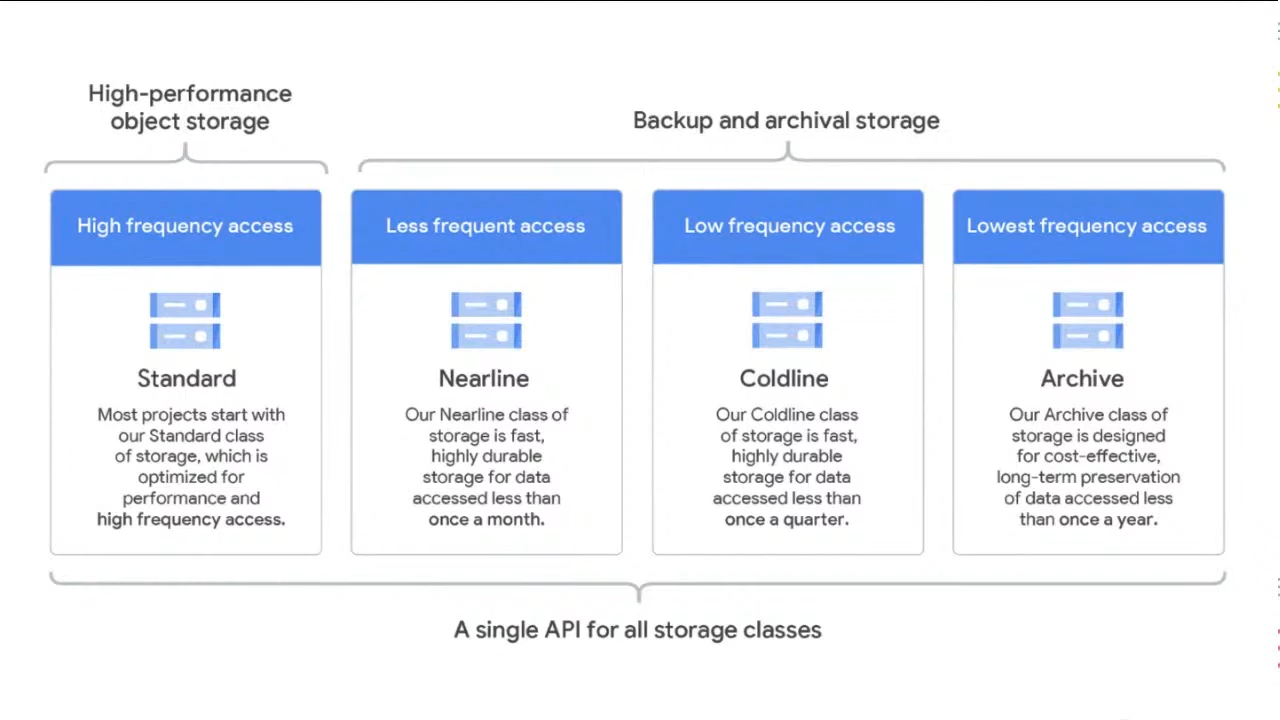 High-performance
object storage
Backup and archival storage
High frequency access
Less frequent access
Low frequency access
Lowest frequency access
Standard
Most projects start with
our Standard class
of storage, which is
optimized for
performance and
high frequency access.
Nearline
Our Nearline class of
storage is fast,
highly durable
storage for data
accessed less than
once a month.
Coldline
Our Coldline class
of storage is fast,
highly durable
storage for data
accessed less than
once a quarter.
Archive
Our Archive class of
storage is designed
for cost-effective,
long-term preservation
of data accessed less
than once a year.
A single API for all storage classes